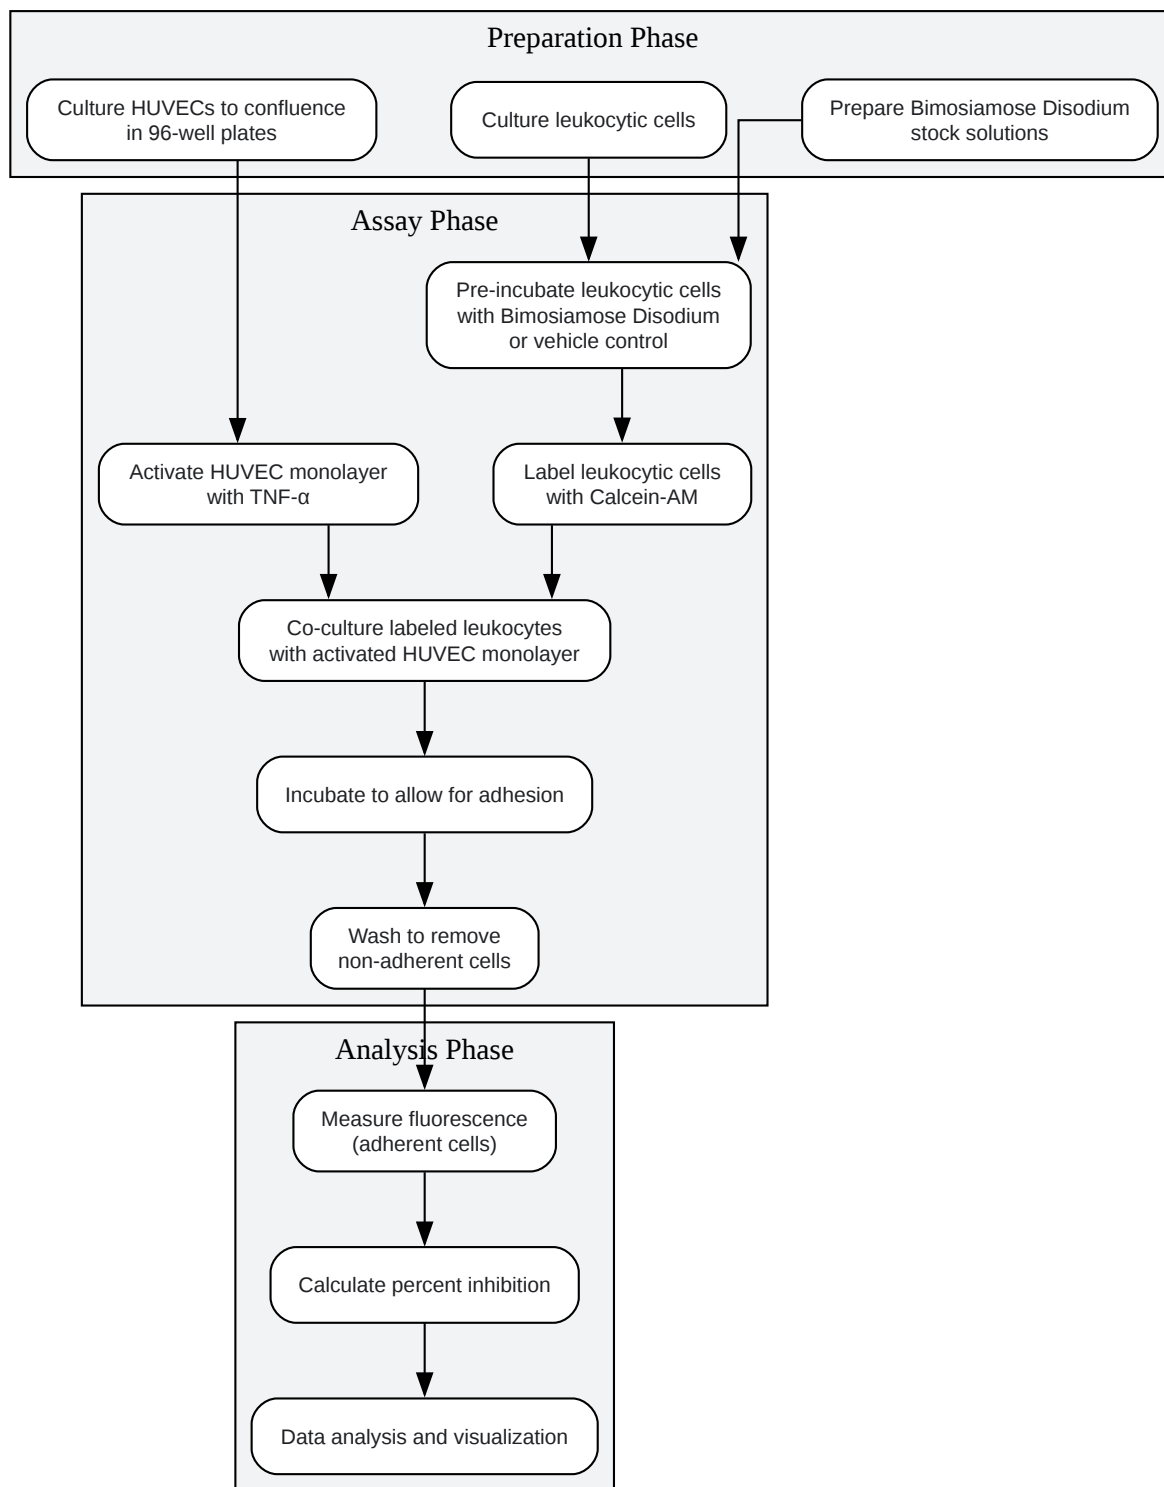 Preparation Phase
Culture HUVECs to confluence
in 96-well plates
Culture leukocytic cells
Prepare Bimosiamose Disodium
stock solutions
Assay Phase
Pre-incubate leukocytic cells
with Bimosiamose Disodium
or vehicle control
Activate HUVEC monolayer
with TNF-α
Label leukocytic cells
with Calcein-AM
Co-culture labeled leukocytes
with activated HUVEC monolayer
Incubate to allow for adhesion
Wash to remove
non-adherent cells
Analysis Phase
Measure fluorescence
(adherent cells)
Calculate percent inhibition
Data analysis and visualization